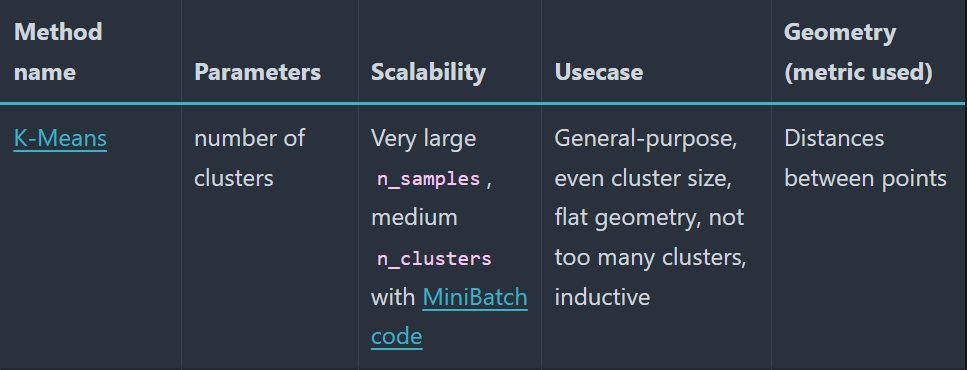 Method name
Parameters
Scalability
Usecase
Geometry (metric used)
K-Means
number of
clusters
Very large
n_samples,
medium
n_clusters
with MiniBatch
code
General-purpose,
even cluster size,
flat geometry, not
too many clusters,
inductive
Distances
between points